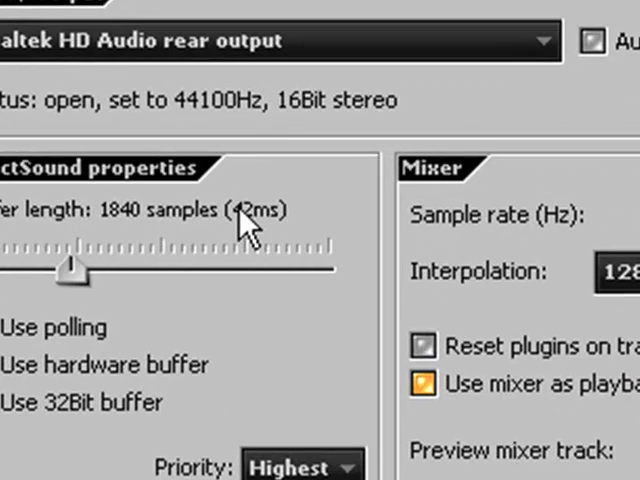 altek HD Audio rear output
Au
tus: open, set to 44100Hz, 16Bit stereo
ctSound properties
Mixer
fer length: 1840 samples (42ms)
Sample rate (Hz):
Interpolation:
128
Use polling
Reset plugins on tra
Use hardware buffer
Use mixer as playba
Use 32Bit buffer
Preview mixer track:
Priority: Highest